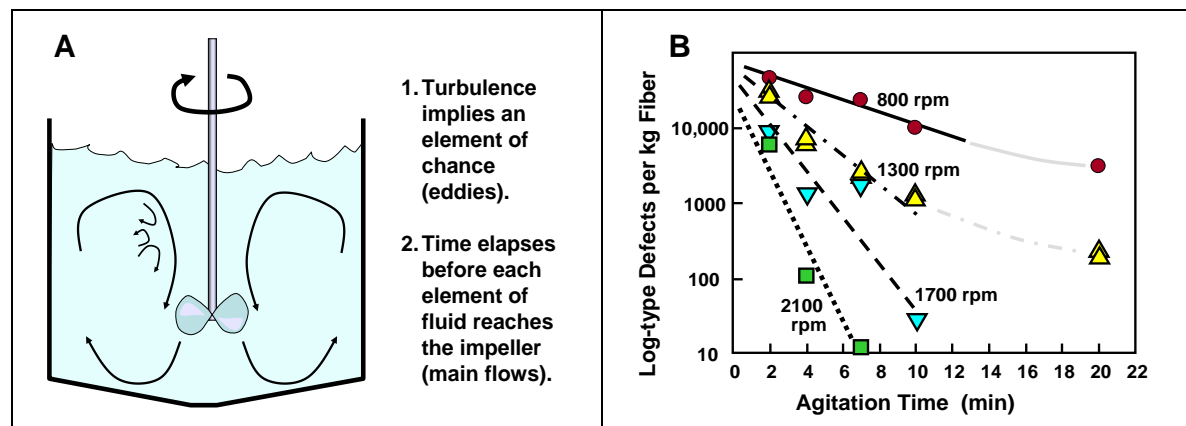 A
1. Turbulence
implies an
element of
chance
(eddies).
2. Time elapses
before each
element of
fluid reaches
the impeller
(main flows).
B
Log-type Defects per kg Fiber
10,000
1000
100
10
800 rpm
1300 rpm
1700 rpm
2100
rpm
0 2 4 6 8 10 12 14 16 18 20 22
Agitation Time (min)